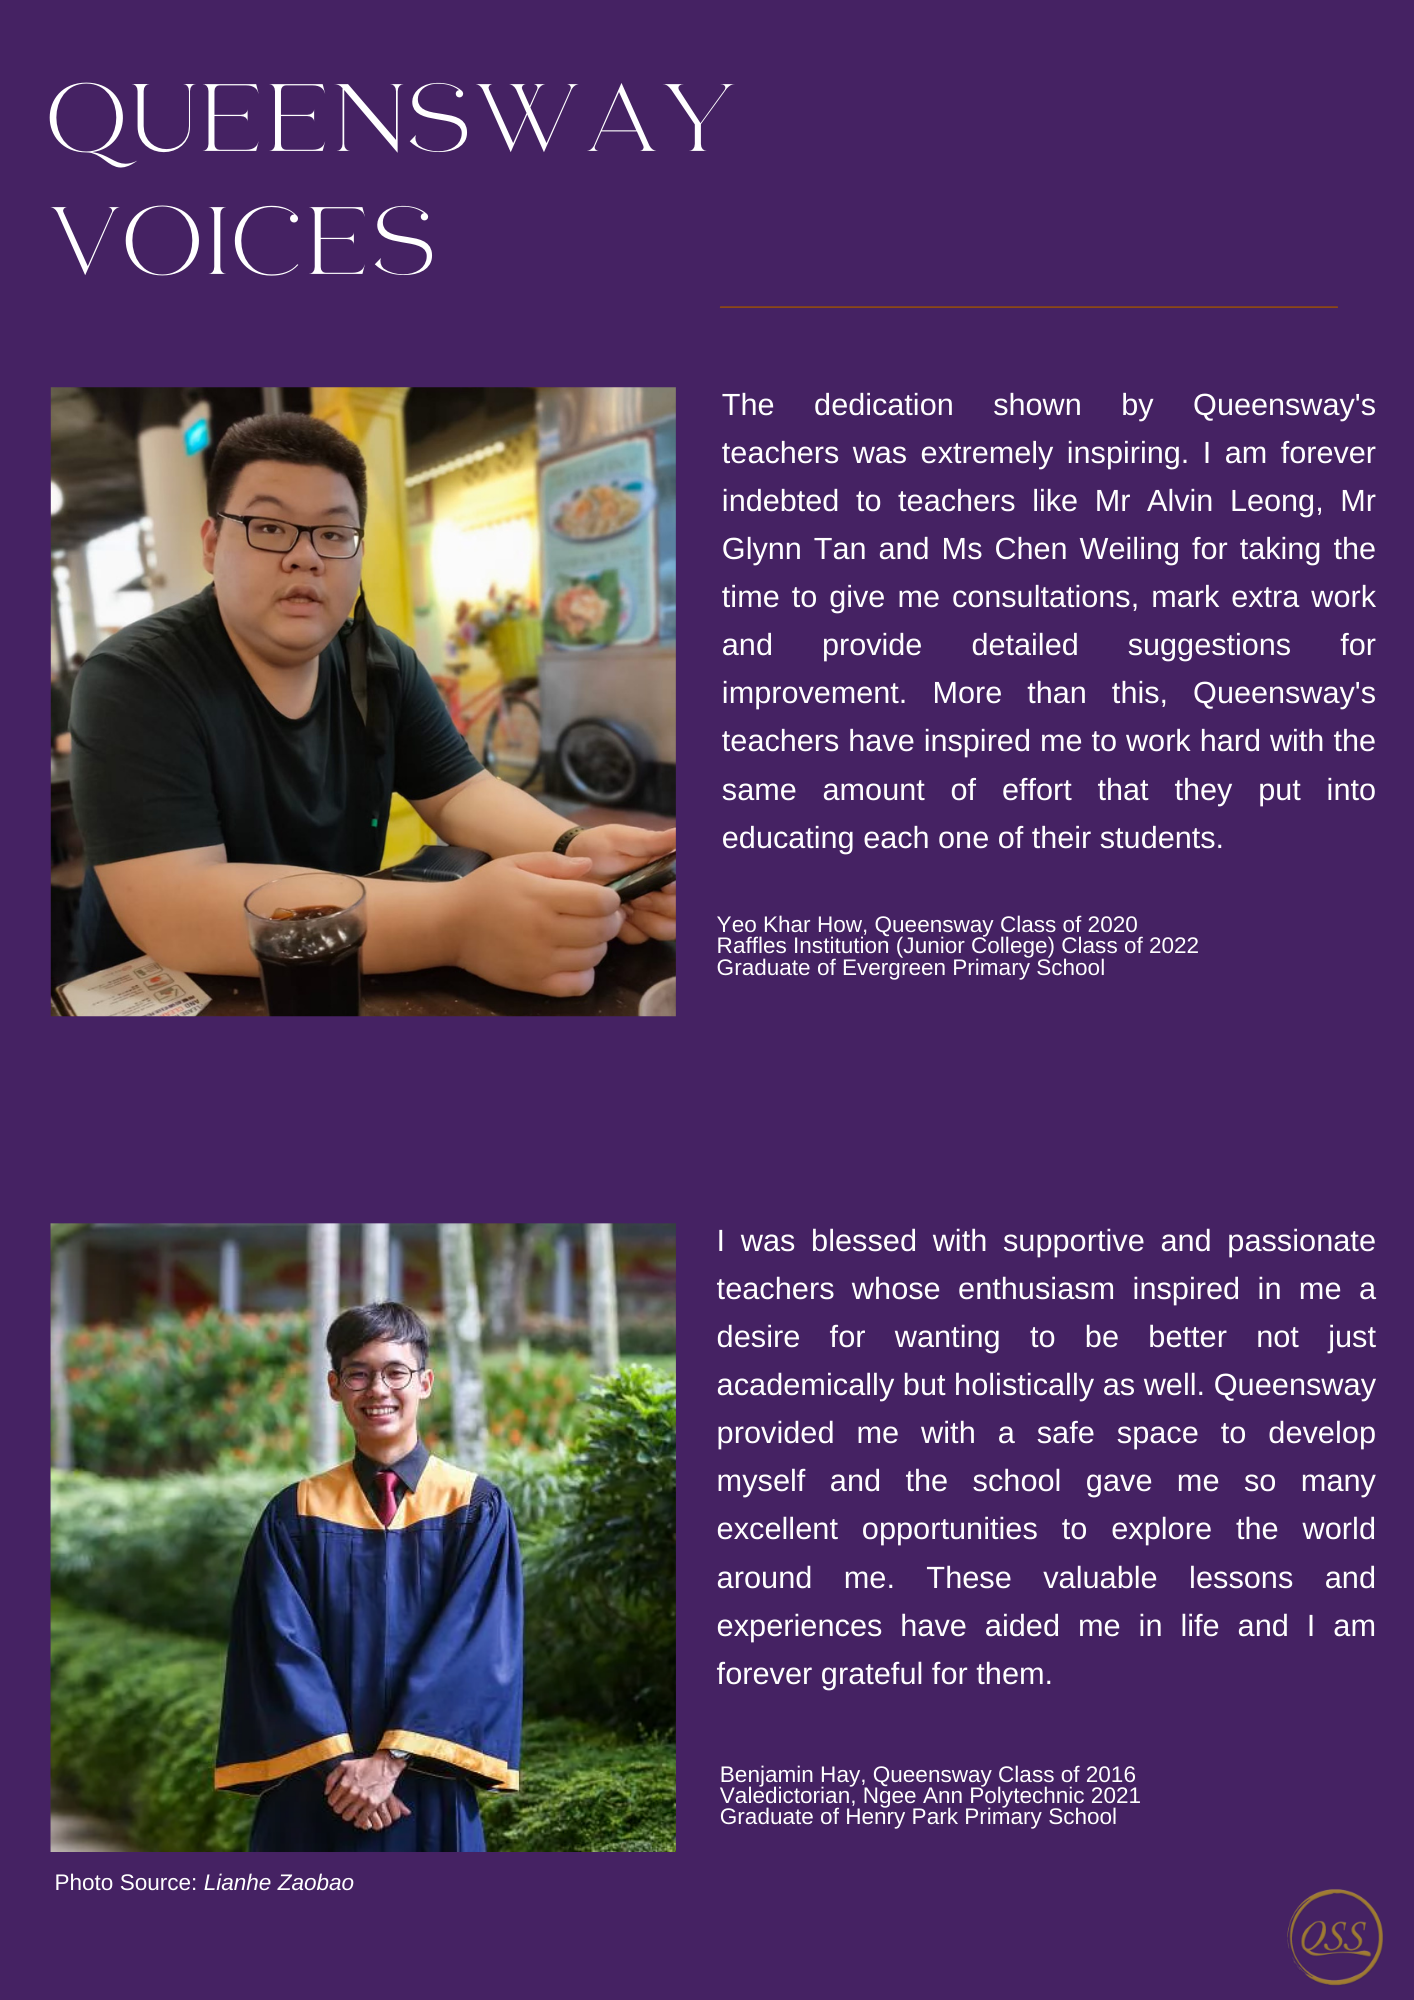 QUEENSWAY
VOICES
The dedication shown by Queensway's
teachers was extremely inspiring. I am forever
indebted to teachers like Mr Alvin Leong, Mr
Glynn Tan and Ms Chen Weiling for taking the
time to give me consultations, mark extra work
and provide detailed suggestions for
improvement. More than this, Queensway's
teachers have inspired me to work hard with the
same amount of effort that they put into
educating each one of their students.
Yeo Khar How, Queensway Class of 2020
Raffles Institution (Junior College) Class of 2022
Graduate of Evergreen Primary School
I was blessed with supportive and passionate
teachers whose enthusiasm inspired in me a
desire for wanting to be better not just
academically but holistically as well. Queensway
provided me with a safe space to develop
myself and the school gave me so many
excellent opportunities to explore the world
around me. These valuable lessons and
experiences have aided me in life and I am
forever grateful for them.
Benjamin Hay, Queensway Class of 2016
Valedictorian, Ngee Ann Polytechnic 2021
Graduate of Henry Park Primary School
Photo Source: Lianhe Zaobao
QSS